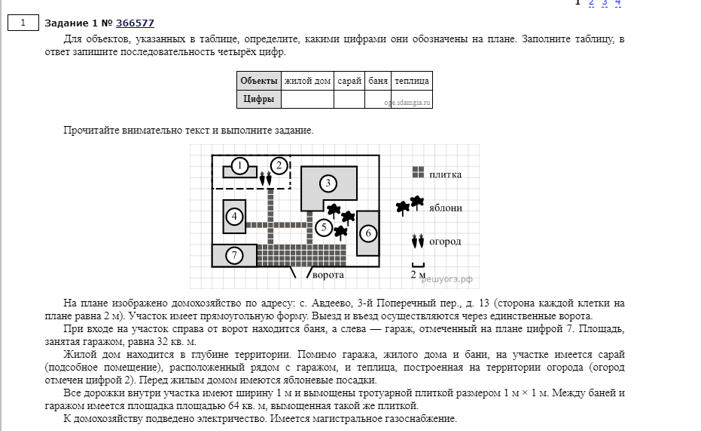 1 2 3 4
1 Задание 1 № 366577
Для объектов, указанных в таблице, определите, какими цифрами они обозначены на плане. Заполните таблицу, в
ответ запишите последовательность четырёх цифр.
Объекты жилой дом сарай баня теплица
Цифры
oge.sdamgia.ru
Прочитайте внимательно текст и выполните задание.
1 2
3 плитка
4 5 яблони
6 огород
7
ворота 2 м
решуогэ.рф
На плане изображено домохозяйство по адресу: с. Авдеево, 3-й Поперечный пер., д. 13 (сторона каждой клетки на
плане равна 2 м). Участок имеет прямоугольную форму. Выезд и въезд осуществляются через единственные ворота.
При входе на участок справа от ворот находится баня, а слева — гараж, отмеченный на плане цифрой 7. Площадь,
занятая гаражом, равна 32 кв. м.
Жилой дом находится в глубине территории. Помимо гаража, жилого дома и бани, на участке имеется сарай
(подсобное помещение), расположенный рядом с гаражом, и теплица, построенная на территории огорода (огород
отмечен цифрой 2). Перед жилым домом имеются яблоневые посадки.
Все дорожки внутри участка имеют ширину 1 м и вымощены тротуарной плиткой размером 1 м × 1 м. Между баней и
гаражом имеется площадка площадью 64 кв. м, вымощенная такой же плиткой.
К домохозяйству подведено электричество. Имеется магистральное газоснабжение.